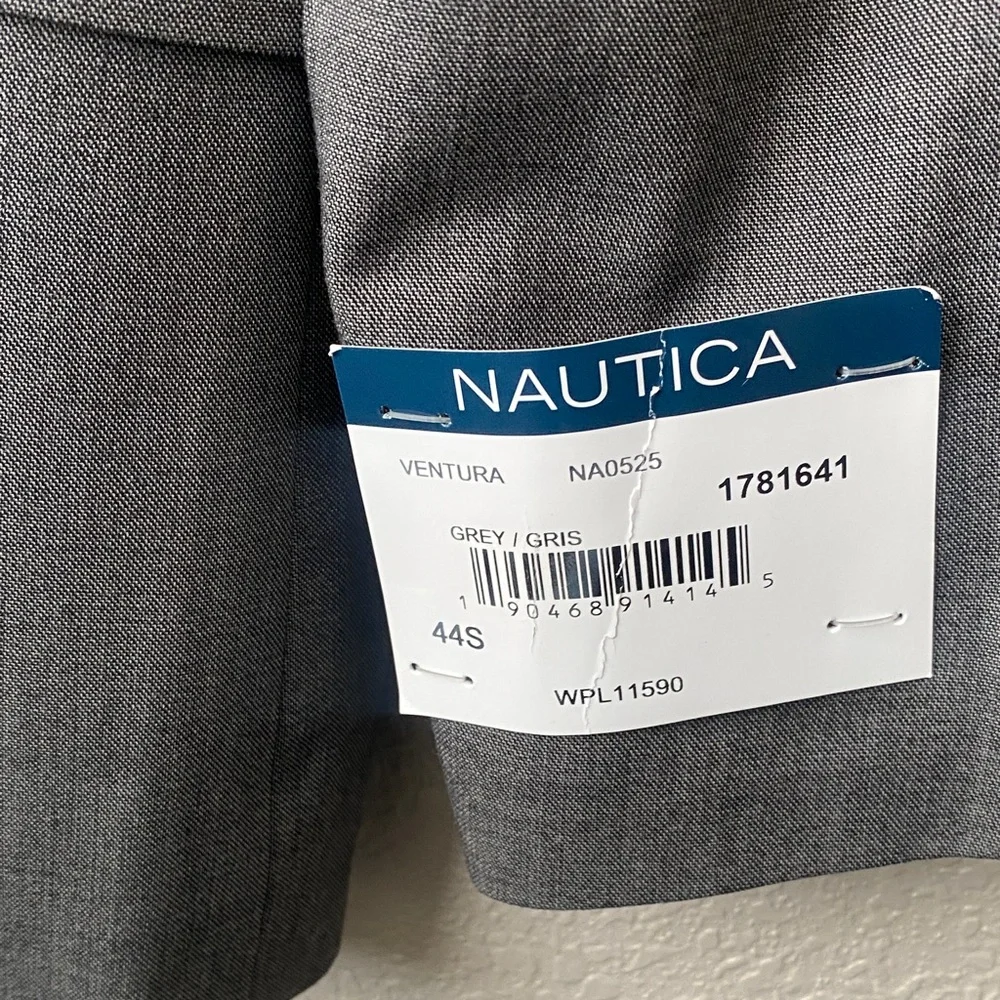 NAUTICA
VENTURA NA0525 1781641
GREY / GRIS
1 90468 91414 5
44S
WPL11590